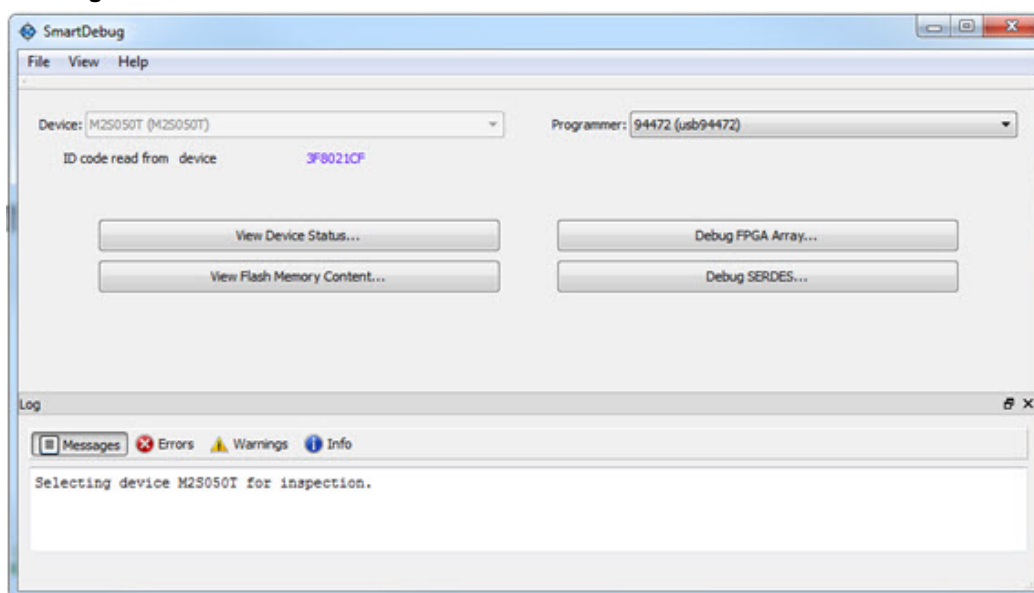 SmartDebug
File View Help
Device: M2S050T (M2S050T) Programmer: 94472 (usb94472)
ID code read from device 3F8021CF
View Device Status... Debug FPGA Array...
View Flash Memory Content... Debug SERDES...
Log
Messages Errors Warnings Info
Selecting device M2S050T for inspection.